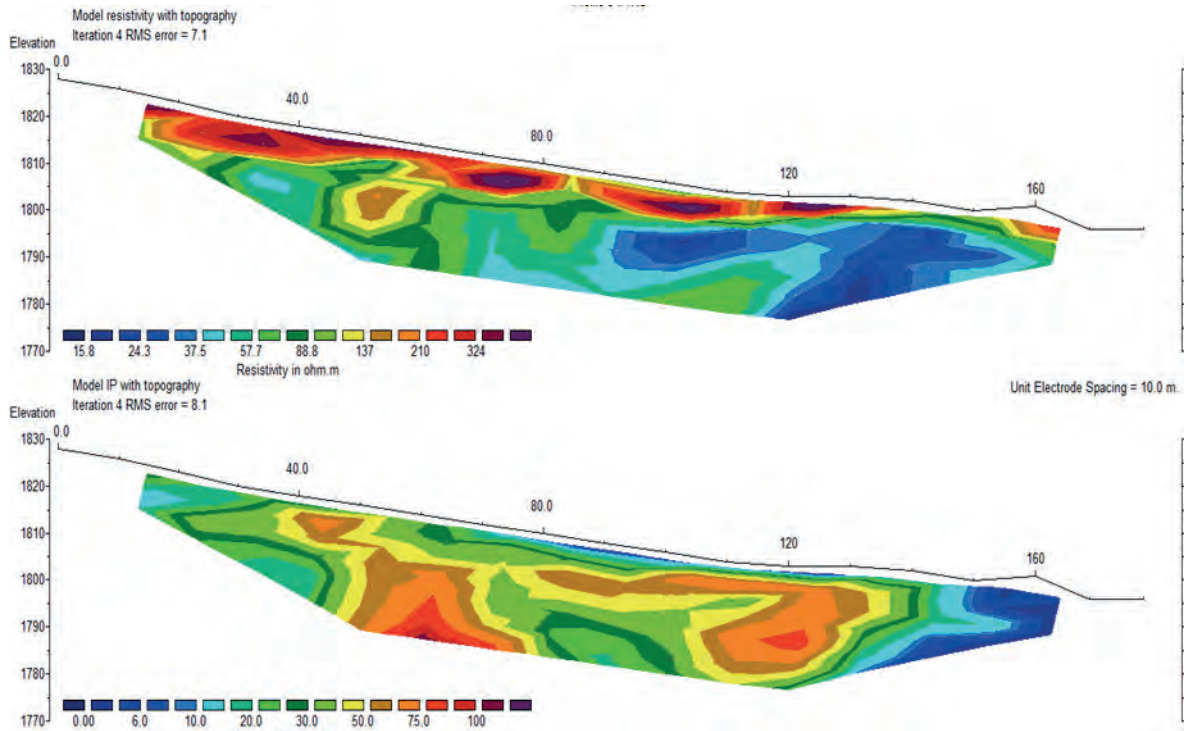 Model resistivity with topography
Iteration 4 RMS error = 7.1
Elevation
0.0
1830
40.0
1820
80.0
1810
120
160
1800
1790
1780
1770
15.8 24.3 37.5 57.7 88.8 137 210 324
Resistivity in ohm.m
Model IP with topography
Iteration 4 RMS error = 8.1
Unit Electrode Spacing = 10.0 m.
Elevation
0.0
1830
40.0
1820
80.0
1810
120
160
1800
1790
1780
1770
0.00 6.0 10.0 20.0 30.0 50.0 75.0 100